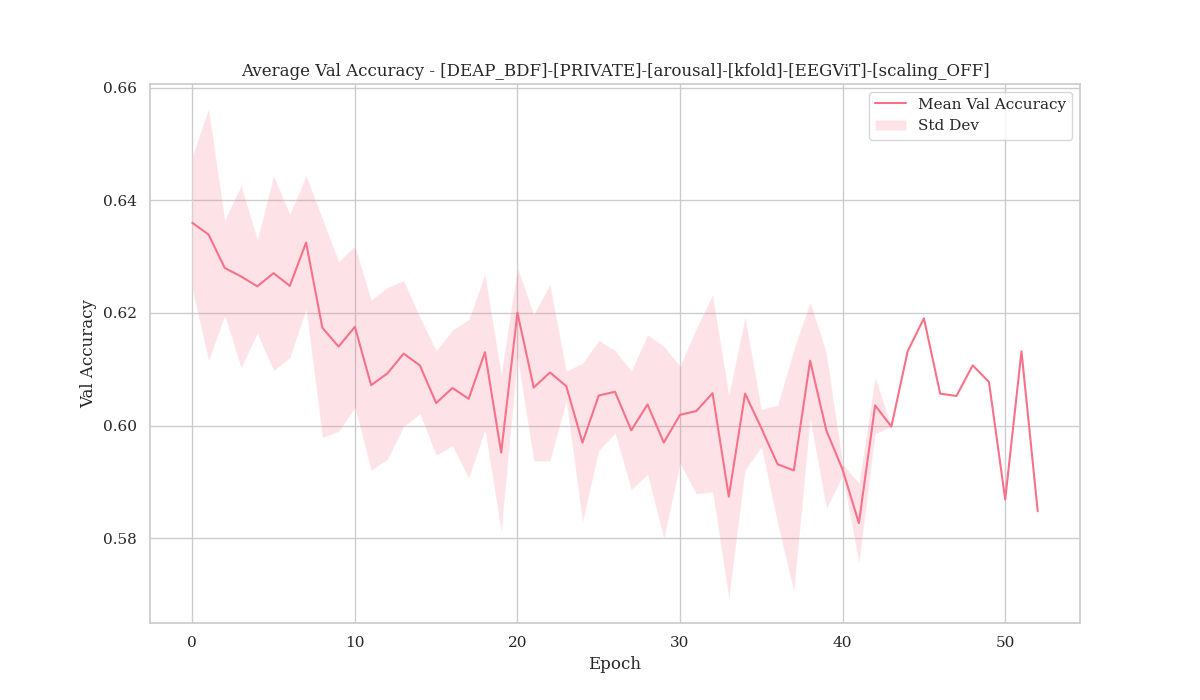 Average Val Accuracy - [DEAP_BDF]-[PRIVATE]-[arousal]-[kfold]-[EEGViT]-[scaling_OFF]
Mean Val Accuracy
Std Dev
Val Accuracy
0.66
0.64
0.62
0.60
0.58
0 10 20 30 40 50
Epoch